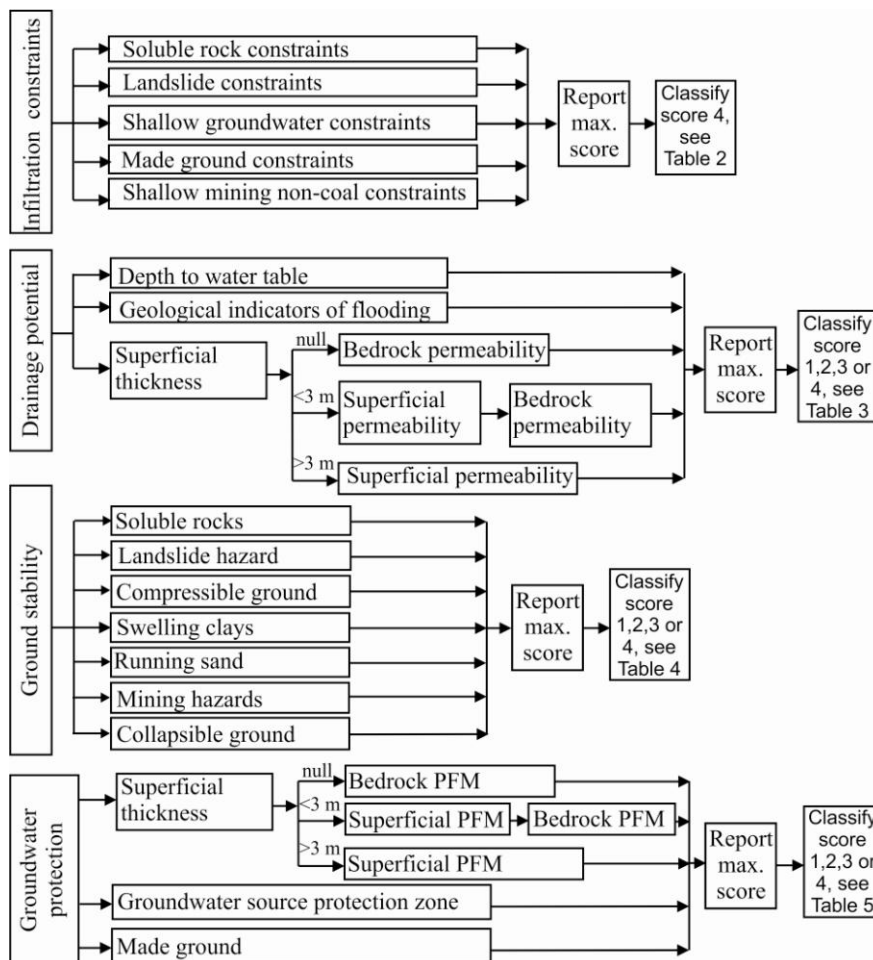 Infiltration constraints
Soluble rock constraints
Landslide constraints
Shallow groundwater constraints
Made ground constraints
Shallow mining non-coal constraints
Report
max.
score
Classify
score 4,
see
Table 2
Drainage potential
Depth to water table
Geological indicators of flooding
Superficial
thickness
null
Bedrock permeability
<3 m
Superficial
permeability
Bedrock
permeability
>3 m
Superficial permeability
Report
max.
score
Classify
score
1,2,3 or
4, see
Table 3
Ground stability
Soluble rocks
Landslide hazard
Compressible ground
Swelling clays
Running sand
Mining hazards
Collapsible ground
Report
max.
score
Classify
score
1,2,3 or
4, see
Table 4
Groundwater
protection
Superficial
thickness
null
Bedrock PFM
<3 m
Superficial PFM
Bedrock PFM
>3 m
Superficial PFM
Groundwater source protection zone
Made ground
Report
max.
score
Classify
score
1,2,3 or
4, see
Table 5